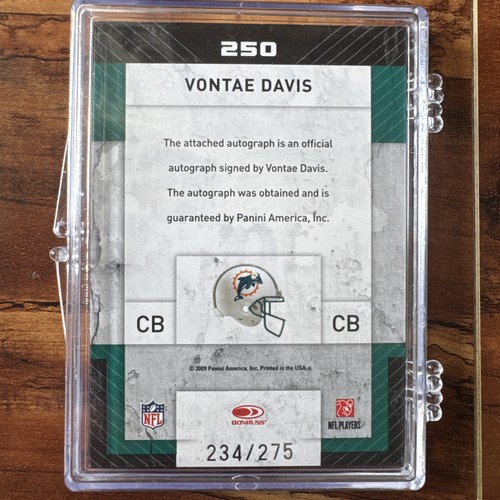 250
VONTAE DAVIS
The attached autograph is an official
autograph signed by Vontae Davis.
The autograph was obtained and is
guaranteed by Panini America, Inc.
CB
CB
© 2009 Panini America, Inc. Printed in the USA.
NFL
DONRUSS
NFL PLAYERS
234/275